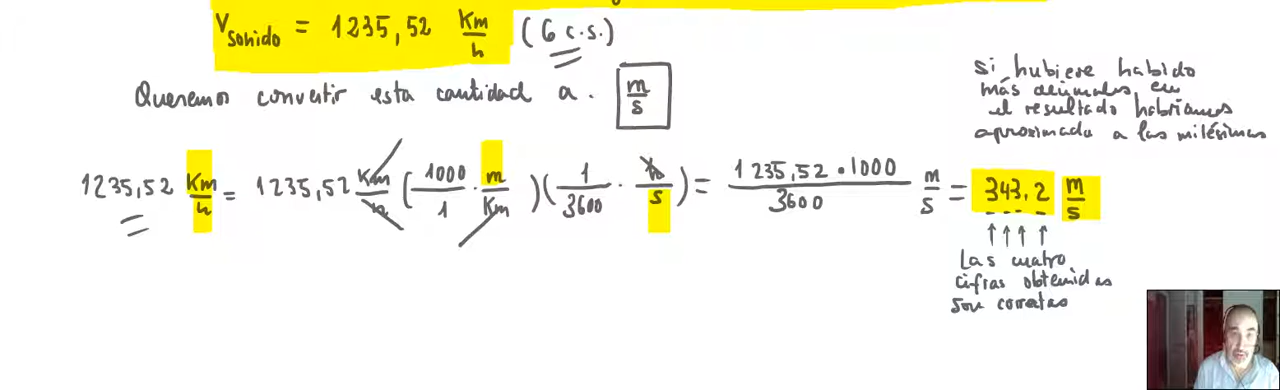 Vsonido = 1235,52 Km/h (6 c.s.)
Queremos convertir esta cantidad a. m/s
1235,52 Km/h = 1235,52 Km/h (1000/1 · m/Km)(1/3600 · h/s) = 1235,52 · 1000/3600 m/s = 343,2 m/s
si hubiese habido
más decimales en
el resultado habríamos
aproximado a las milésimas
Las cuatro
cifras obtenidas
son correctas